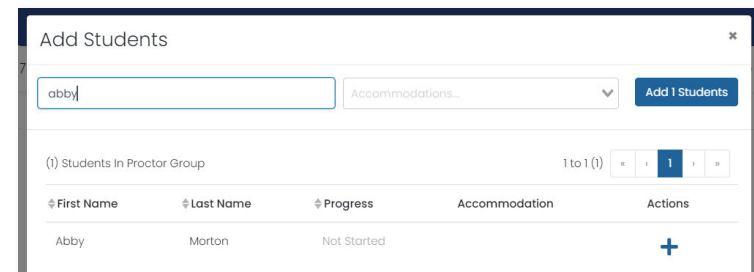 Add Students ×
7
abby Accommodations... Add 1 Students
(1) Students In Proctor Group 1 to 1 (1) « ‹ 1 › »
First Name Last Name Progress Accommodation Actions
Abby Morton Not Started +